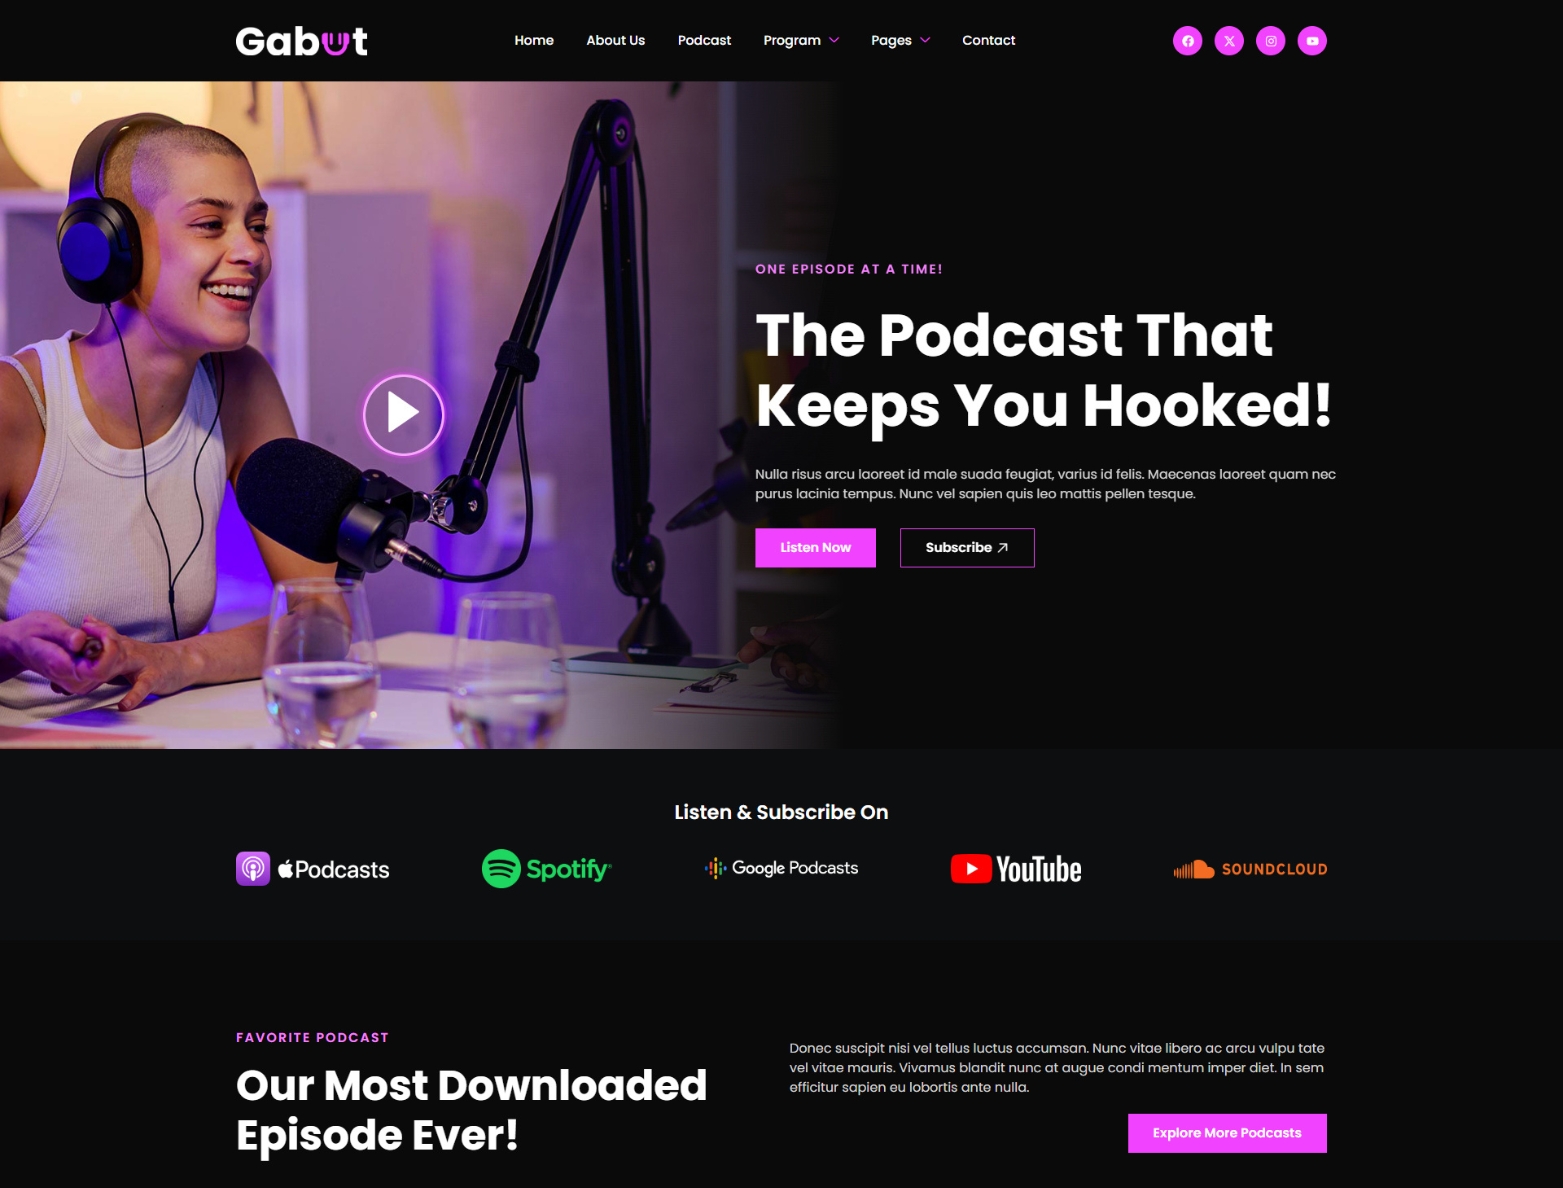 Gabut
Home
About Us
Podcast
Program
Pages
Contact
ONE EPISODE AT A TIME!
The Podcast That
Keeps You Hooked!
Nulla risus arcu laoreet id male suada feugiat, varius id felis. Maecenas laoreet quam nec
purus lacinia tempus. Nunc vel sapien quis leo mattis pellen tesque.
Listen Now
Subscribe
Listen & Subscribe On
Podcasts
Spotify
Google Podcasts
YouTube
SOUNDCLOUD
FAVORITE PODCAST
Our Most Downloaded
Episode Ever!
Donec suscipit nisi vel tellus luctus accumsan. Nunc vitae libero ac arcu vulpu tate
vel vitae mauris. Vivamus blandit nunc at augue condi mentum imper diet. In sem
efficitur sapien eu lobortis ante nulla.
Explore More Podcasts